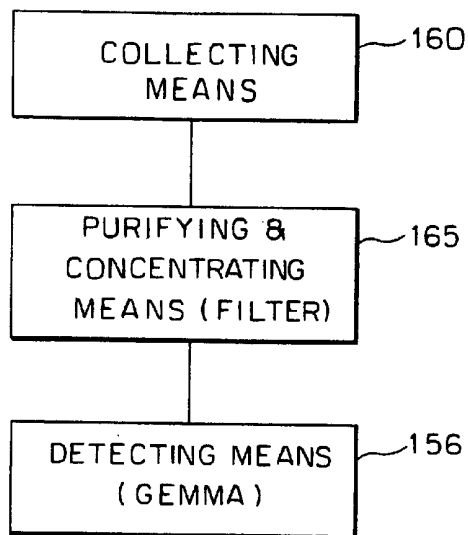 COLLECTING
MEANS
160
PURIFYING &
CONCENTRATING
MEANS (FILTER)
165
DETECTING MEANS
(GEMMA)
156